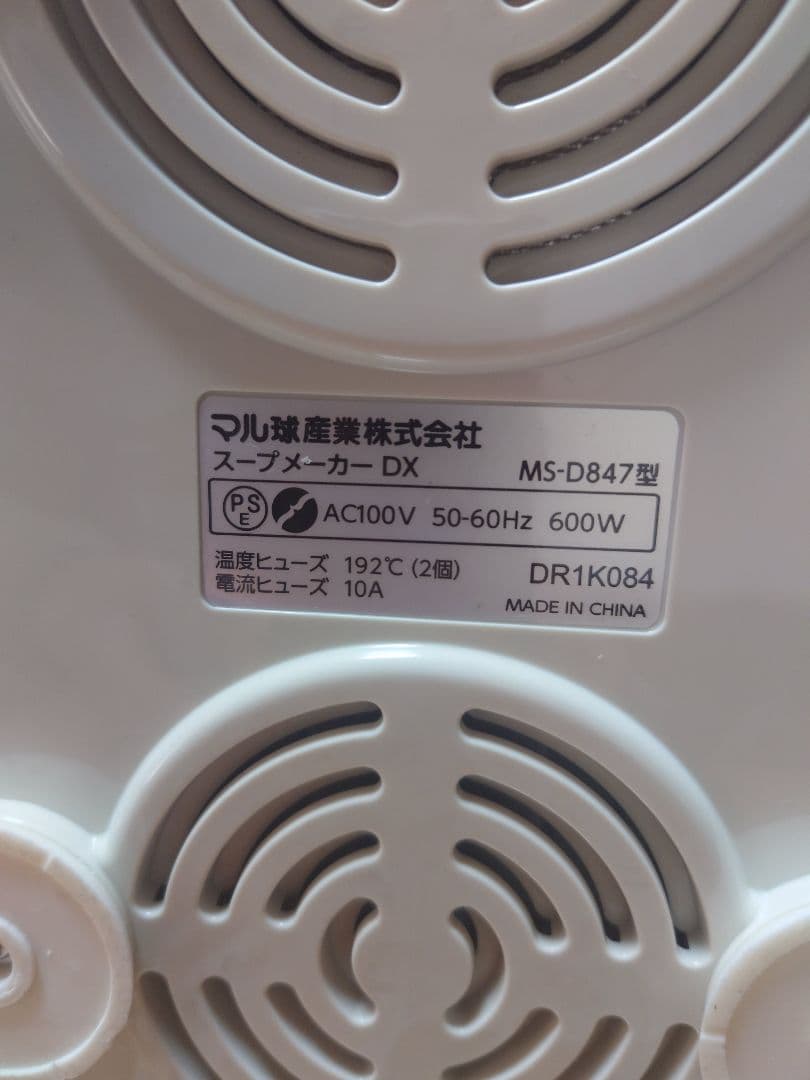 マル球産業株式会社
スープメーカー DX MS-D847型
PS E AC100V 50-60Hz 600W
温度ヒューズ 192℃ (2個)
電流ヒューズ 10A
DR1K084
MADE IN CHINA